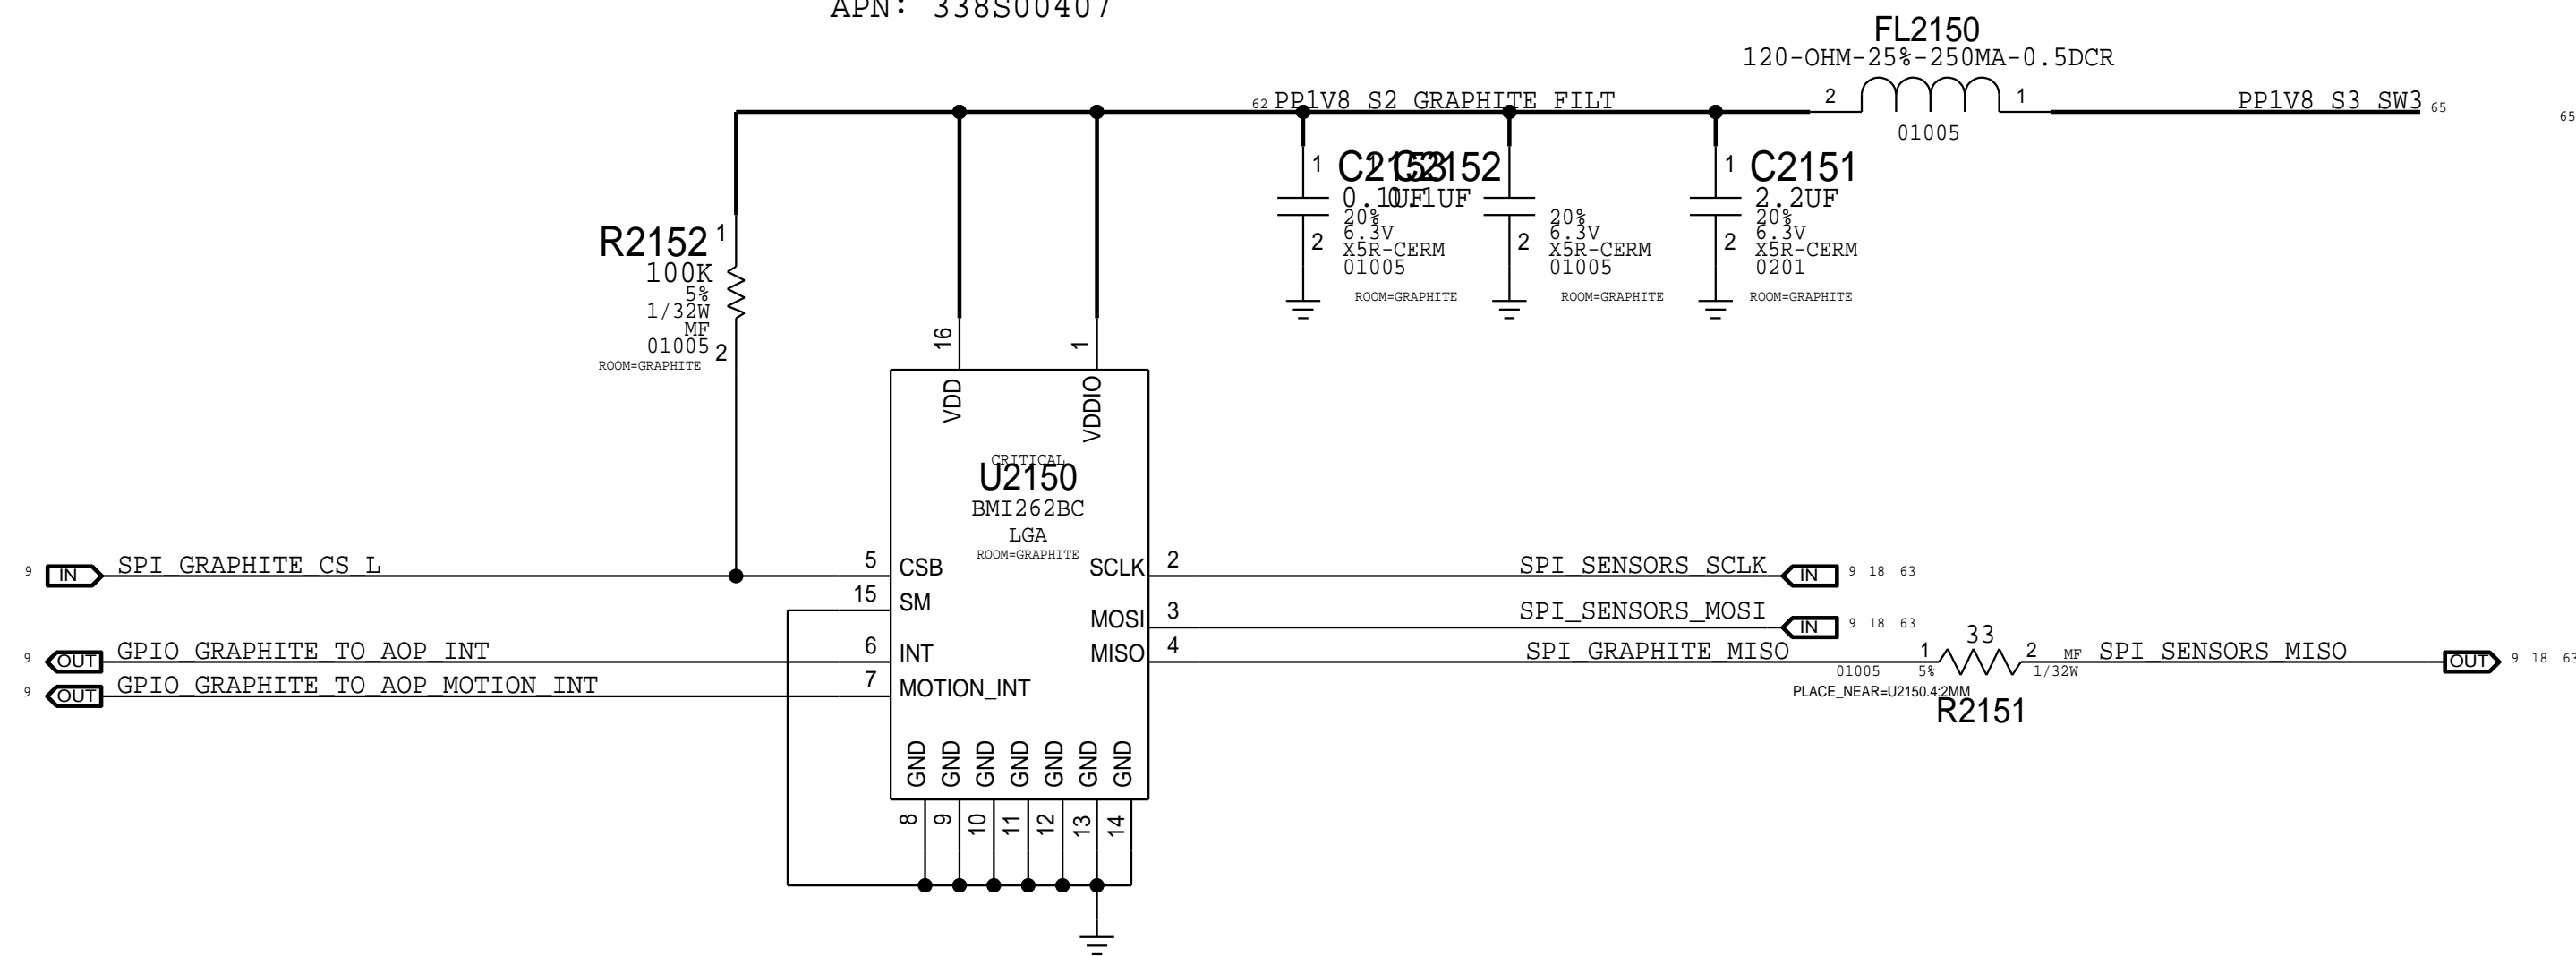 APN: 338S00407
FL2150
120-OHM-25%-250MA-0.5DCR
62 PP1V8_S2_GRAPHITE_FILT
2
1
PP1V8_S3_SW3 65
65
01005
1 C2153
0.1UF
20%
6.3V
X5R-CERM
01005
2
ROOM=GRAPHITE
1 C2152
0.1UF
20%
6.3V
X5R-CERM
01005
2
ROOM=GRAPHITE
1 C2151
2.2UF
20%
6.3V
X5R-CERM
0201
2
ROOM=GRAPHITE
R2152 1
100K
5%
1/32W
MF
01005 2
ROOM=GRAPHITE
16
1
VDD
VDDIO
CRITICAL
U2150
BMI262BC
LGA
ROOM=GRAPHITE
9 IN SPI_GRAPHITE_CS_L 5 CSB
15 SM
9 OUT GPIO_GRAPHITE_TO_AOP_INT 6 INT
9 OUT GPIO_GRAPHITE_TO_AOP_MOTION_INT 7 MOTION_INT
SCLK 2 SPI_SENSORS_SCLK IN 9 18 63
MOSI 3 SPI_SENSORS_MOSI IN 9 18 63
MISO 4 SPI_GRAPHITE_MISO 1 33 2 SPI_SENSORS_MISO OUT 9 18 63
01005 5% MF 1/32W
PLACE_NEAR=U2150.4:2MM
R2151
GND GND GND GND GND GND GND
8 9 10 11 12 13 14